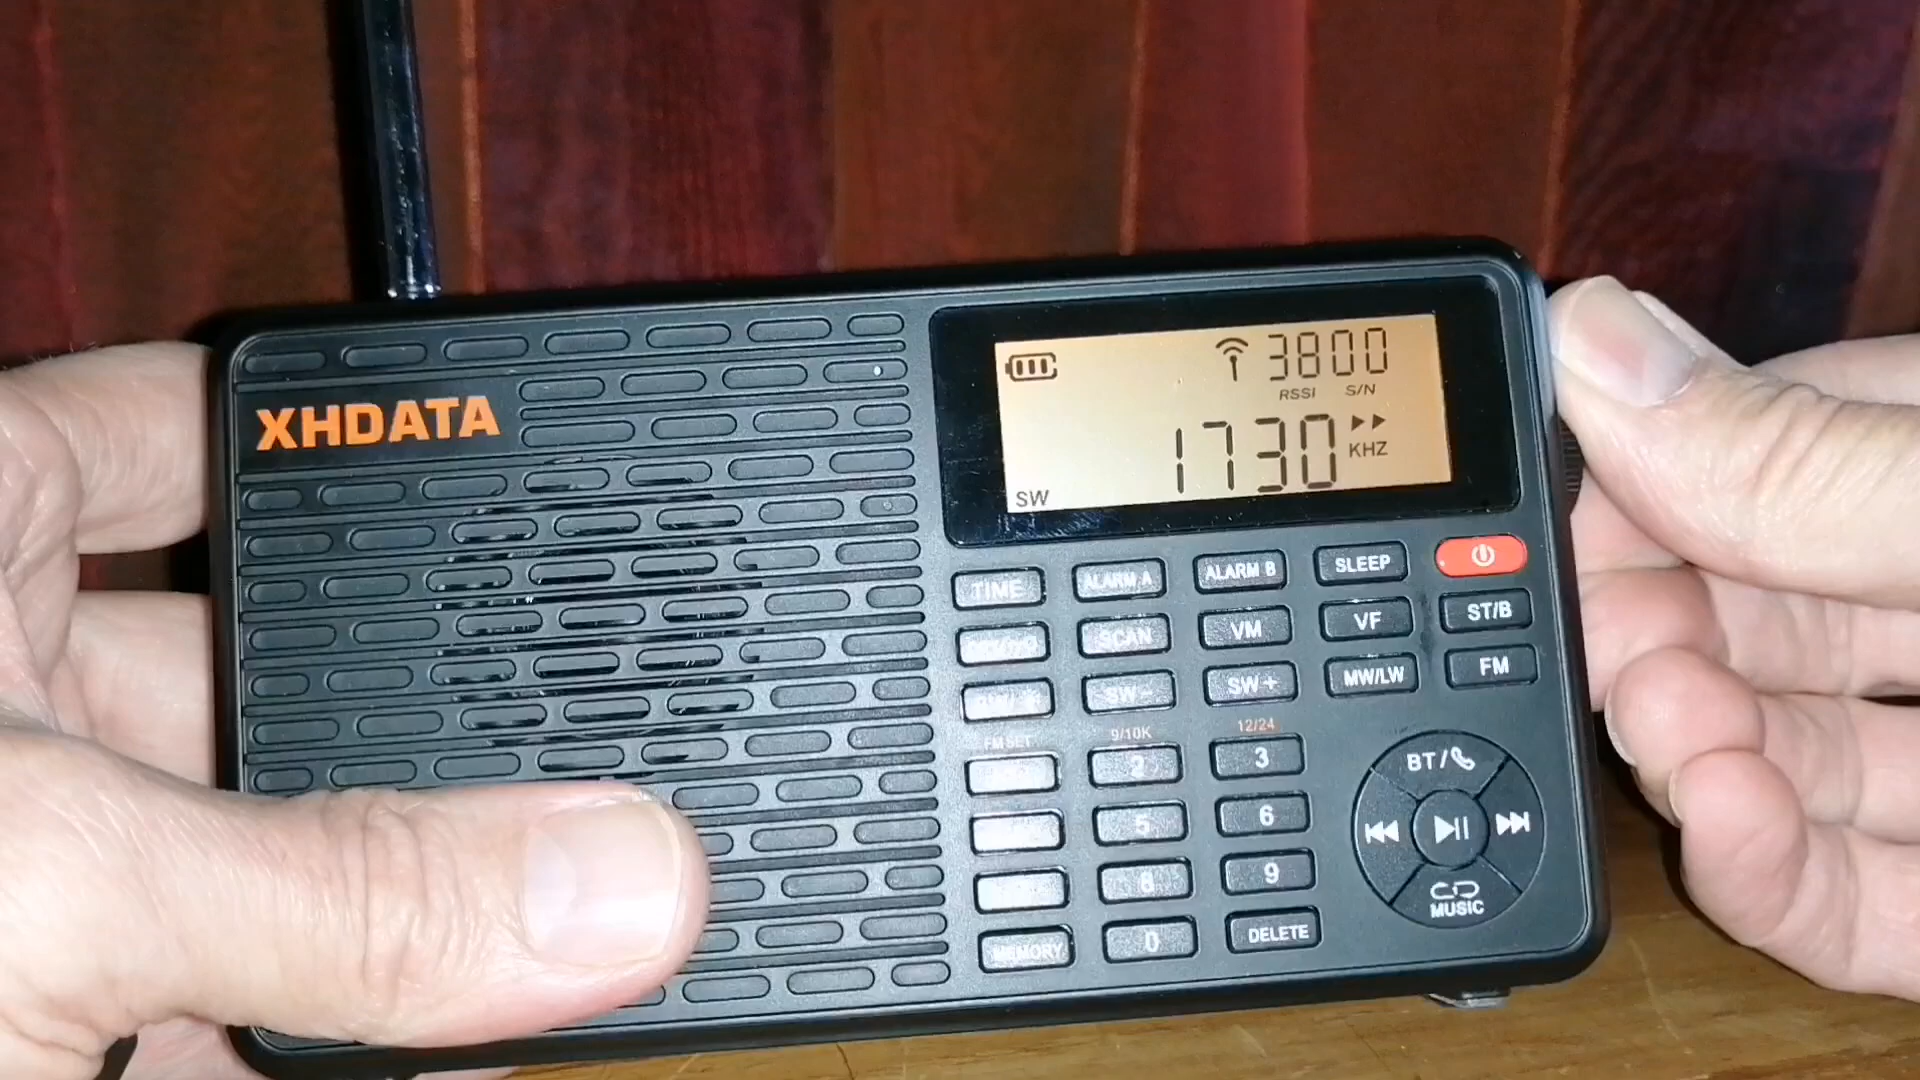 XHDATA
3800
RSSI S/N
1730 KHZ
SW
TIME ALARM A ALARM B SLEEP
SCAN VM VF ST/B
SW - SW + MW/LW FM
FM SET 9/10K 12/24
2 3
5 6
8 9
MEMORY 0 DELETE
BT/
MUSIC